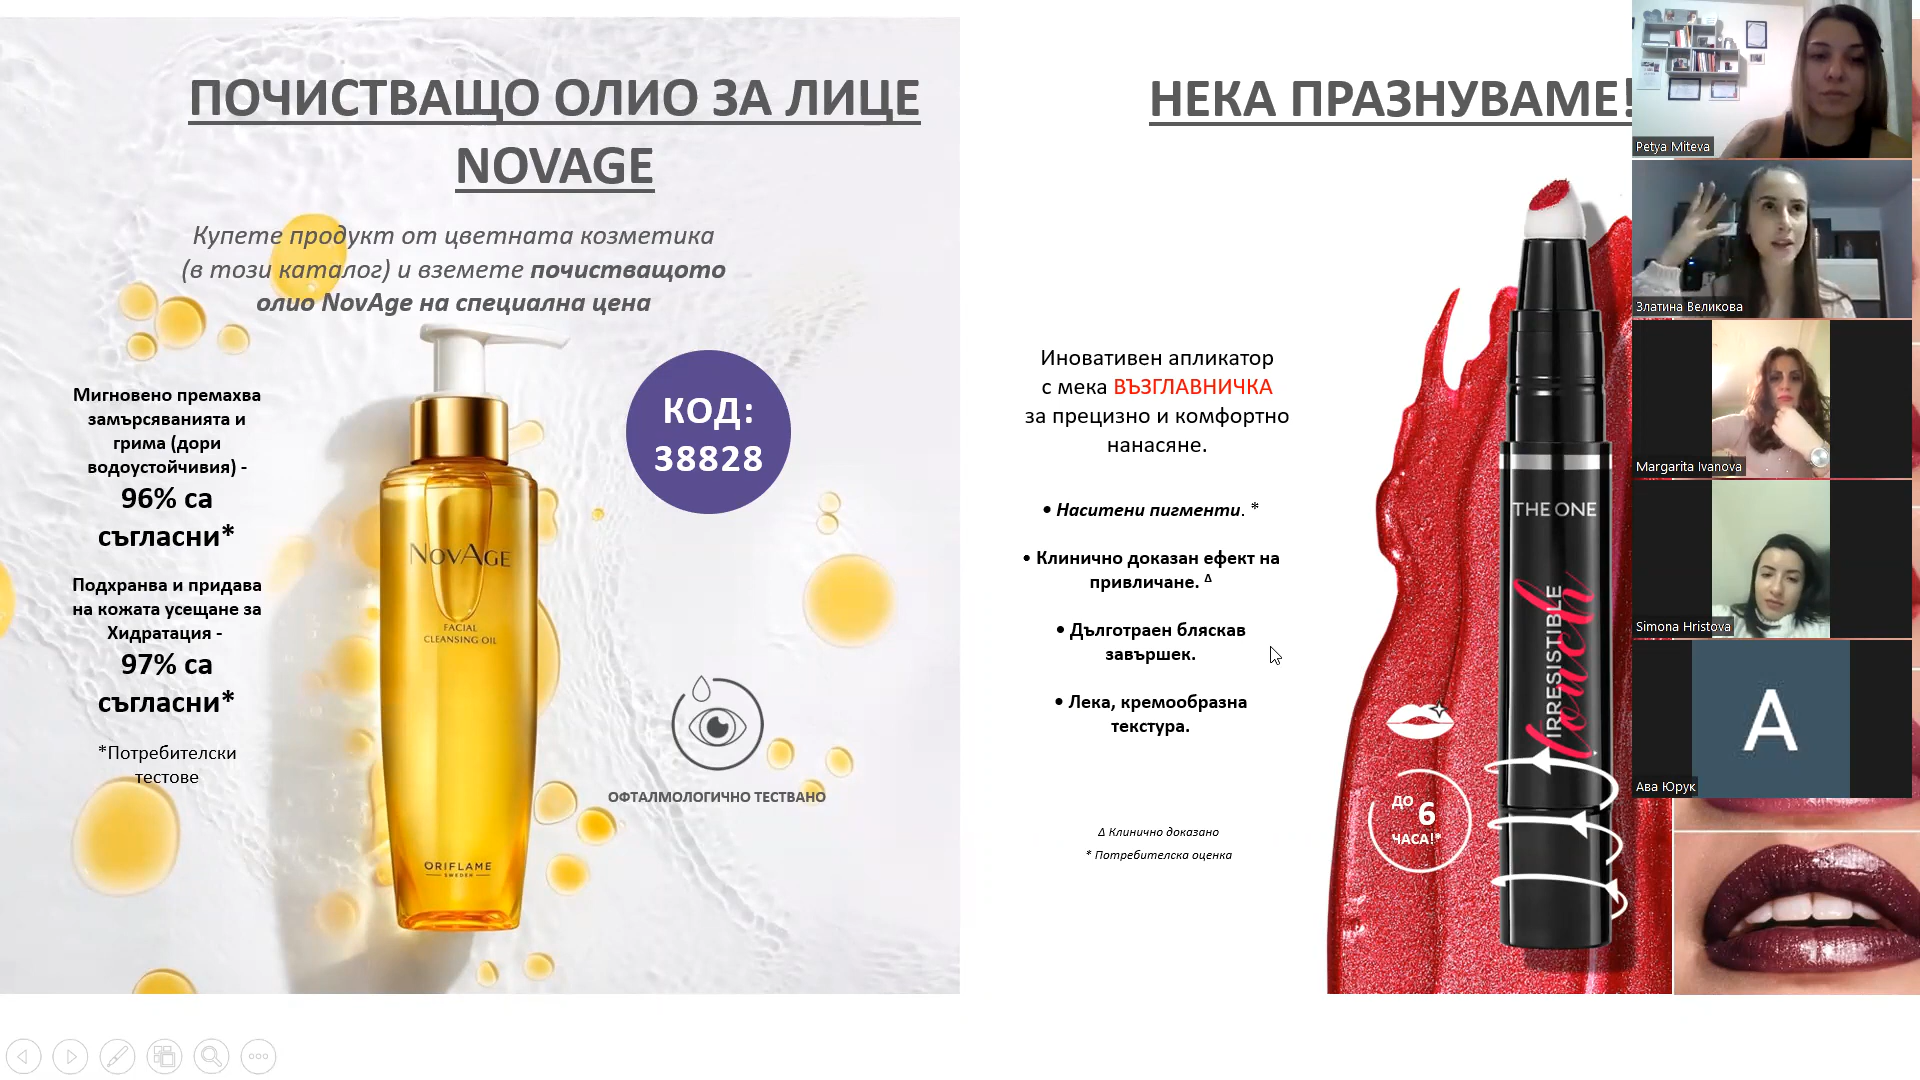 ПОЧИСТВАЩО ОЛИО ЗА ЛИЦЕ
NOVAGE
Купете продукт от цветната козметика
(в този каталог) и вземете почистващото
олио NovAge на специална цена
Мигновено премахва
замърсяванията и
грима (дори
водоустойчивия) -
96% са
съгласни*
Подхранва и придава
на кожата усещане за
Хидратация -
97% са
съгласни*
*Потребителски
тестове
КОД:
38828
NOVAGE
FACIAL
CLEANSING OIL
ORIFLAME
SWEDEN
ОФТАЛМОЛОГИЧНО ТЕСТВАНО
НЕКА ПРАЗНУВАМЕ!
Иновативен апликатор
с мека ВЪЗГЛАВНИЧКА
за прецизно и комфортно
нанасяне.
• Наситени пигменти. *
• Клинично доказан ефект на
привличане. Δ
• Дълготраен бляскав
завършек.
• Лека, кремообразна
текстура.
Δ Клинично доказано
* Потребителска оценка
THE ONE
IRRESISTIBLE
Touch
ДО 6
ЧАСА!*
Petya Miteva
Златина Великова
Margarita Ivanova
Simona Hristova
A
Ава Юрук